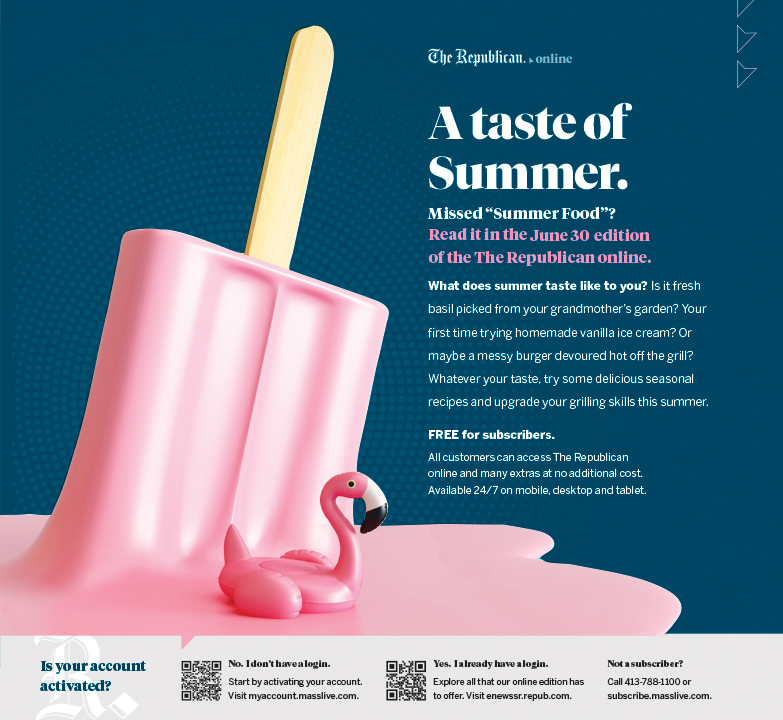 The Republican. online
A taste of
Summer.
Missed “Summer Food”?
Read it in the June 30 edition
of the The Republican online.
What does summer taste like to you? Is it fresh
basil picked from your grandmother’s garden? Your
first time trying homemade vanilla ice cream? Or
maybe a messy burger devoured hot off the grill?
Whatever your taste, try some delicious seasonal
recipes and upgrade your grilling skills this summer.
FREE for subscribers.
All customers can access The Republican
online and many extras at no additional cost.
Available 24/7 on mobile, desktop and tablet.
Is your account
activated?
No. I don’t have a login.
Start by activating your account.
Visit myaccount.masslive.com.
Yes. I already have a login.
Explore all that our online edition has
to offer. Visit enewssr.repub.com.
Not a subscriber?
Call 413-788-1100 or
subscribe.masslive.com.